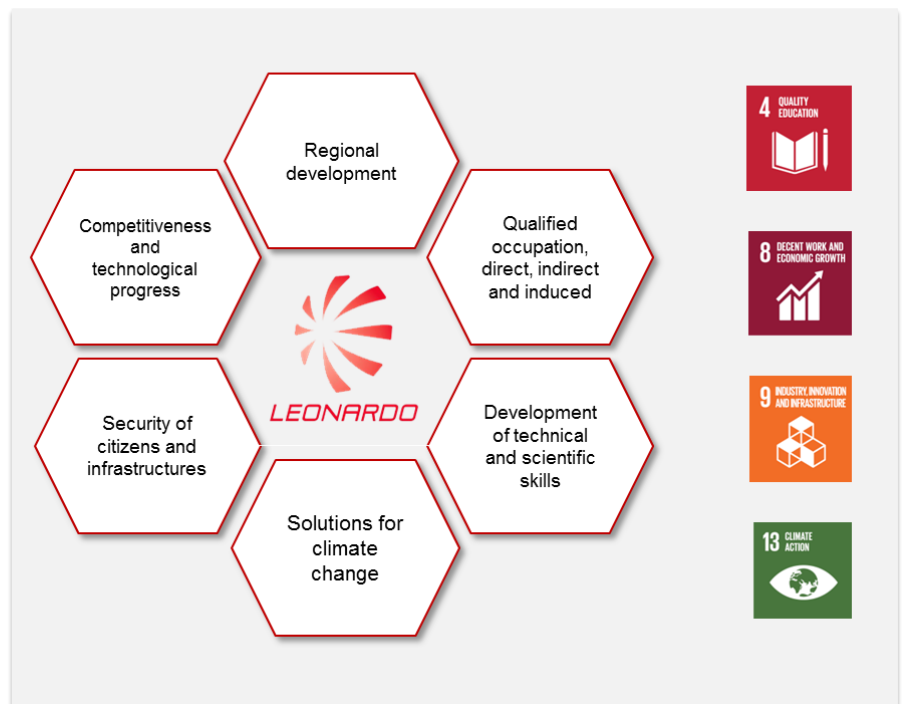 Regional
development
Competitiveness
and
technological
progress
Qualified
occupation,
direct, indirect
and induced
LEONARDO
Security of
citizens and
infrastructures
Development
of technical
and scientific
skills
Solutions for
climate
change
4 QUALITY
EDUCATION
8 DECENT WORK AND
ECONOMIC GROWTH
9 INDUSTRY, INNOVATION
AND INFRASTRUCTURE
13 CLIMATE
ACTION